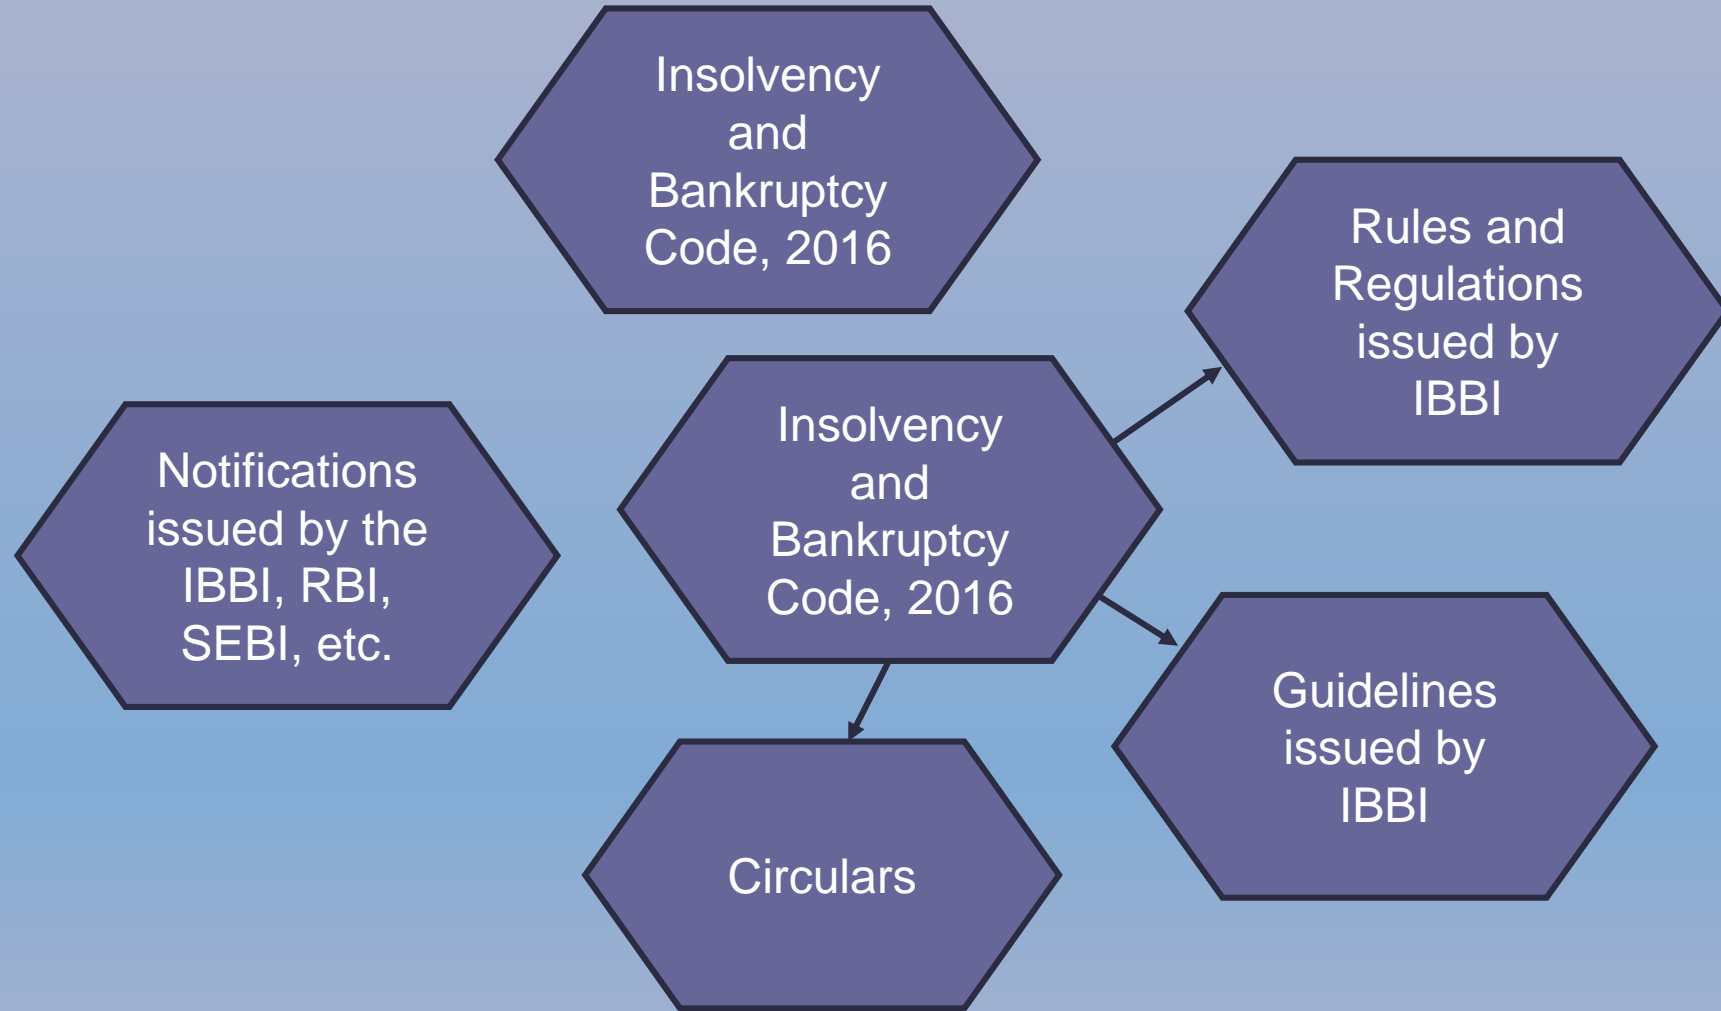 Insolvency
and
Bankruptcy
Code, 2016
Rules and
Regulations
issued by
IBBI
Insolvency
and
Bankruptcy
Code, 2016
Notifications
issued by the
IBBI, RBI,
SEBI, etc.
Guidelines
issued by
IBBI
Circulars